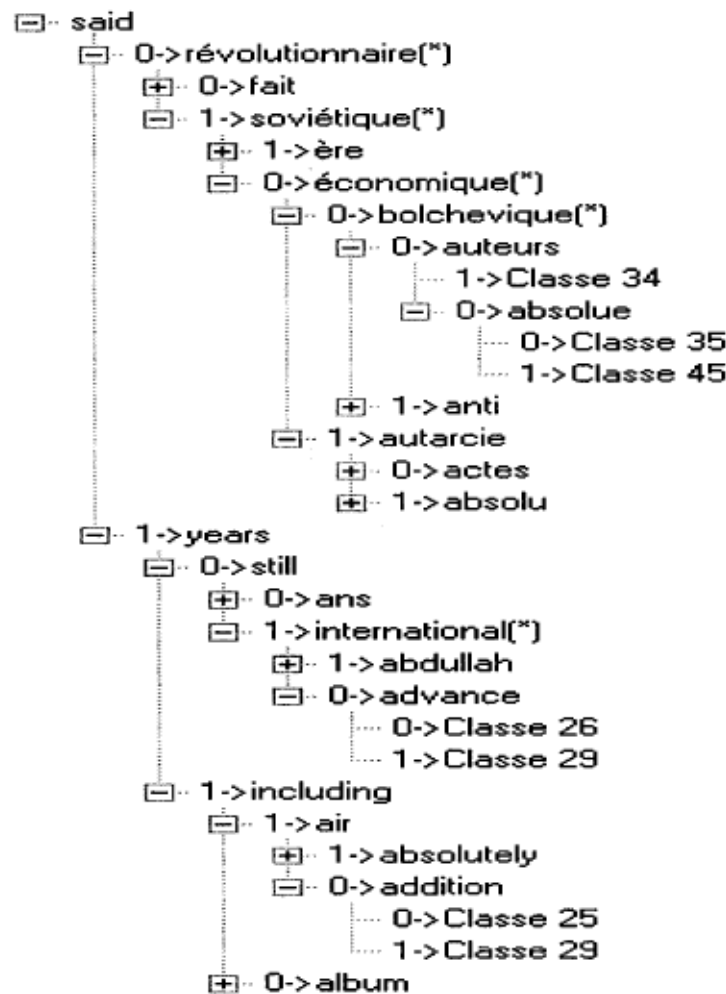 said
0->révolutionnaire(*)
0->fait
1->soviétique(*)
1->ère
0->économique(*)
0->bolchevique(*)
0->auteurs
1->Classe 34
0->absolue
0->Classe 35
1->Classe 45
1->anti
1->autarcie
0->actes
1->absolu
1->years
0->still
0->ans
1->international(*)
1->abdullah
0->advance
0->Classe 26
1->Classe 29
1->including
1->air
1->absolutely
0->addition
0->Classe 25
1->Classe 29
0->album